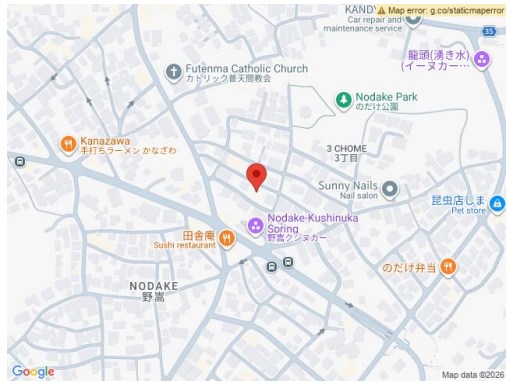 KANDY
Car repair and
maintenance service
Map error: g.co/staticmaperror
35
龍頭(湧き水)
(イーヌカー…
Futenma Catholic Church
カトリック普天間教会
Nodake Park
のだけ公園
Kanazawa
手打ちラーメン かなざわ
3 CHOME
3丁目
Sunny Nails
Nail salon
昆虫店しま
Pet store
Nodake-Kushinuka
Spring
野嵩クシヌカー
田舎庵
Sushi restaurant
のだけ弁当
NODAKE
野嵩
Google
Map data ©2026